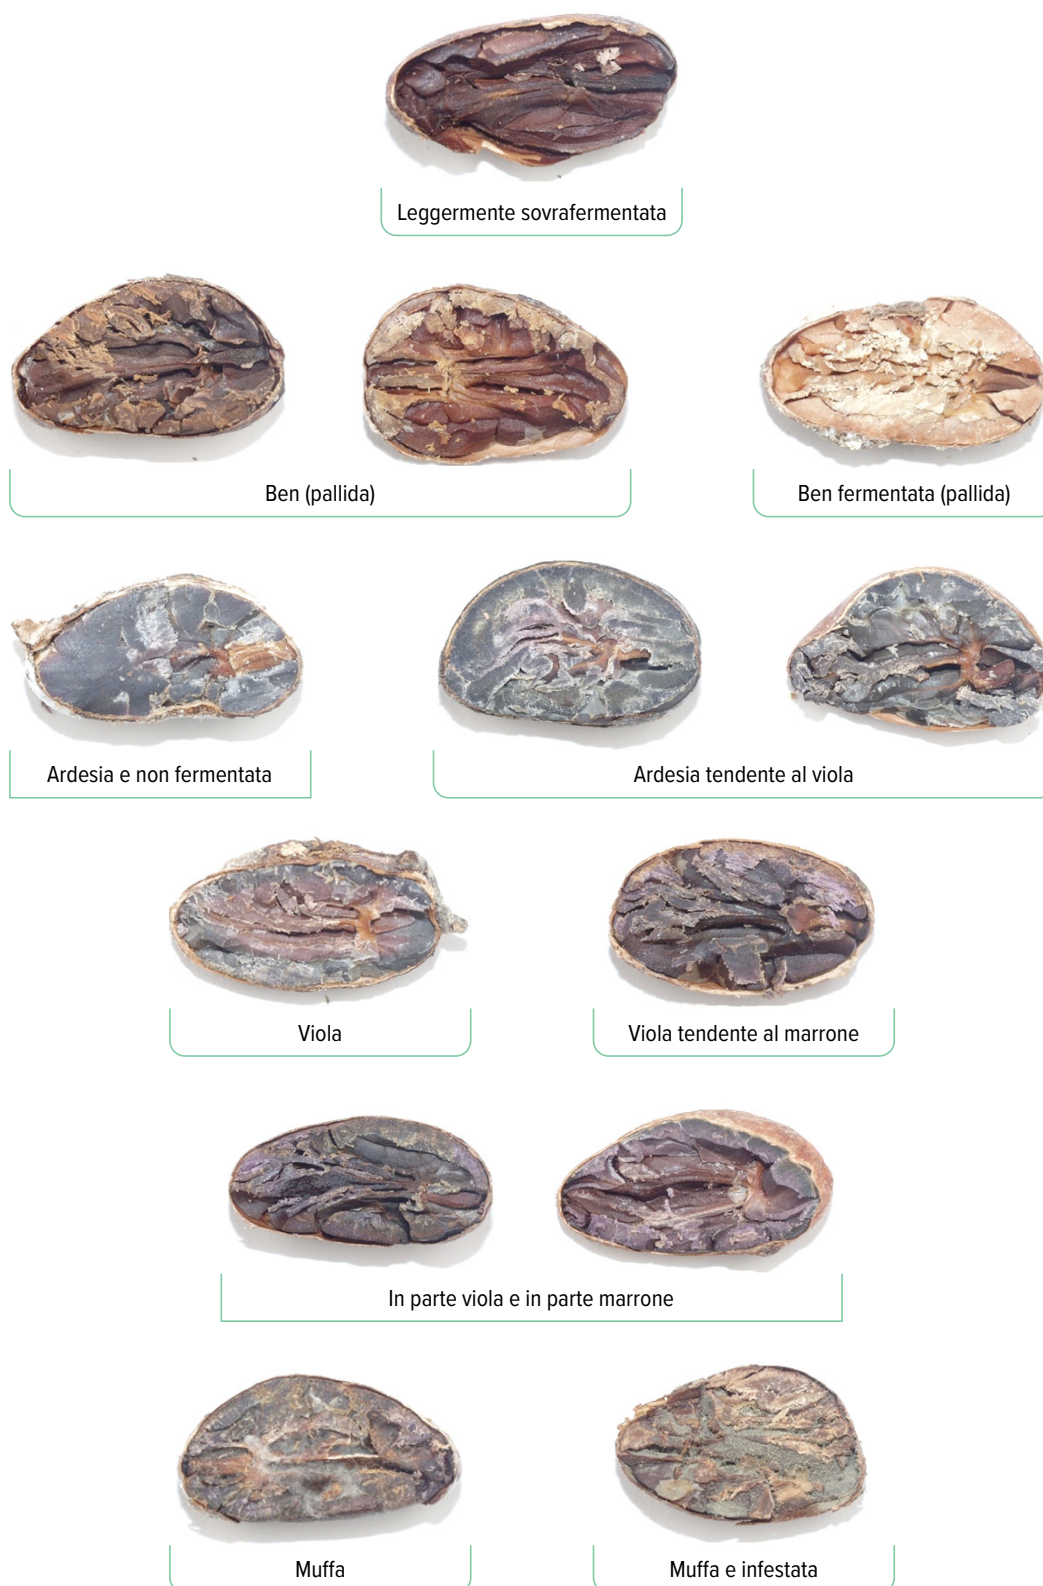 Leggermente sovrafermentata
Ben (pallida)
Ben fermentata (pallida)
Ardesia e non fermentata
Ardesia tendente al viola
Viola
Viola tendente al marrone
In parte viola e in parte marrone
Muffa
Muffa e infestata